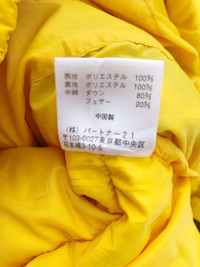 表地 ポリエステル 100%
裏地 ポリエステル 100%
中綿 ダウン 80%
フェザー 20%
中国製
(株) パートナー21
〒103-0027東京都中央区
日本橋3-10-5